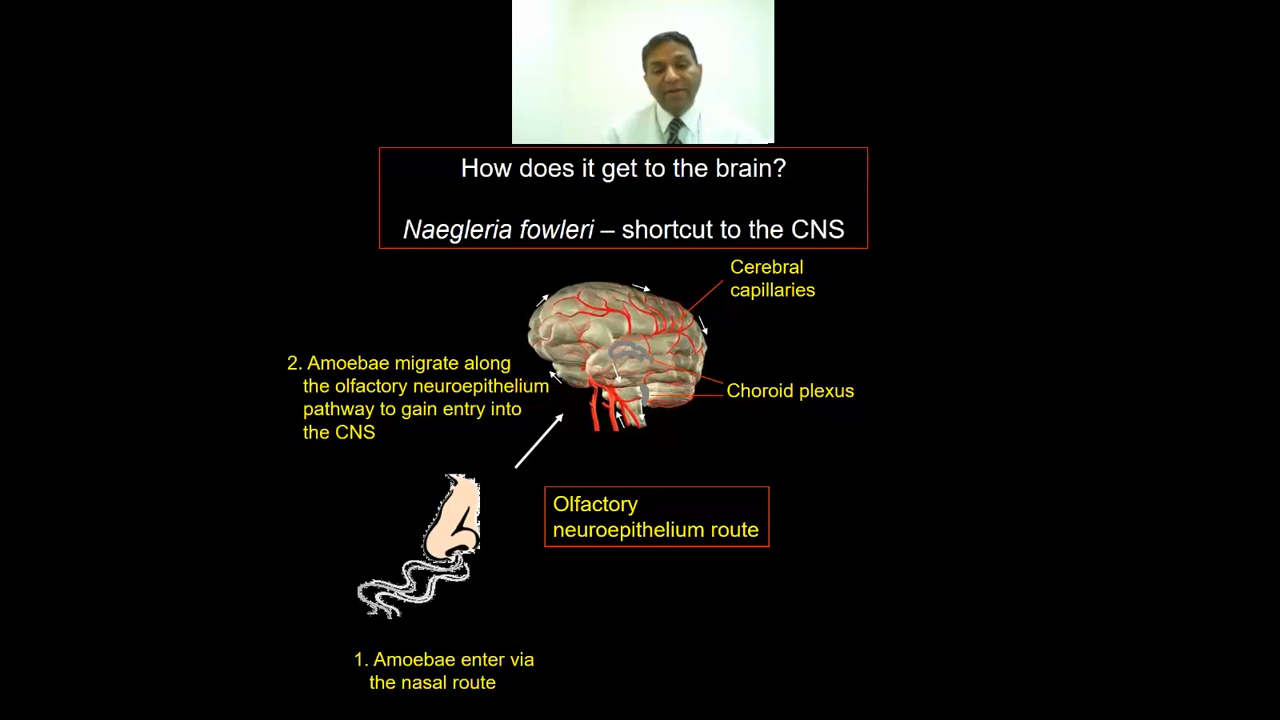 How does it get to the brain?
Naegleria fowleri – shortcut to the CNS
Cerebral
capillaries
2. Amoebae migrate along
the olfactory neuroepithelium
pathway to gain entry into
the CNS
Choroid plexus
Olfactory
neuroepithelium route
1. Amoebae enter via
the nasal route